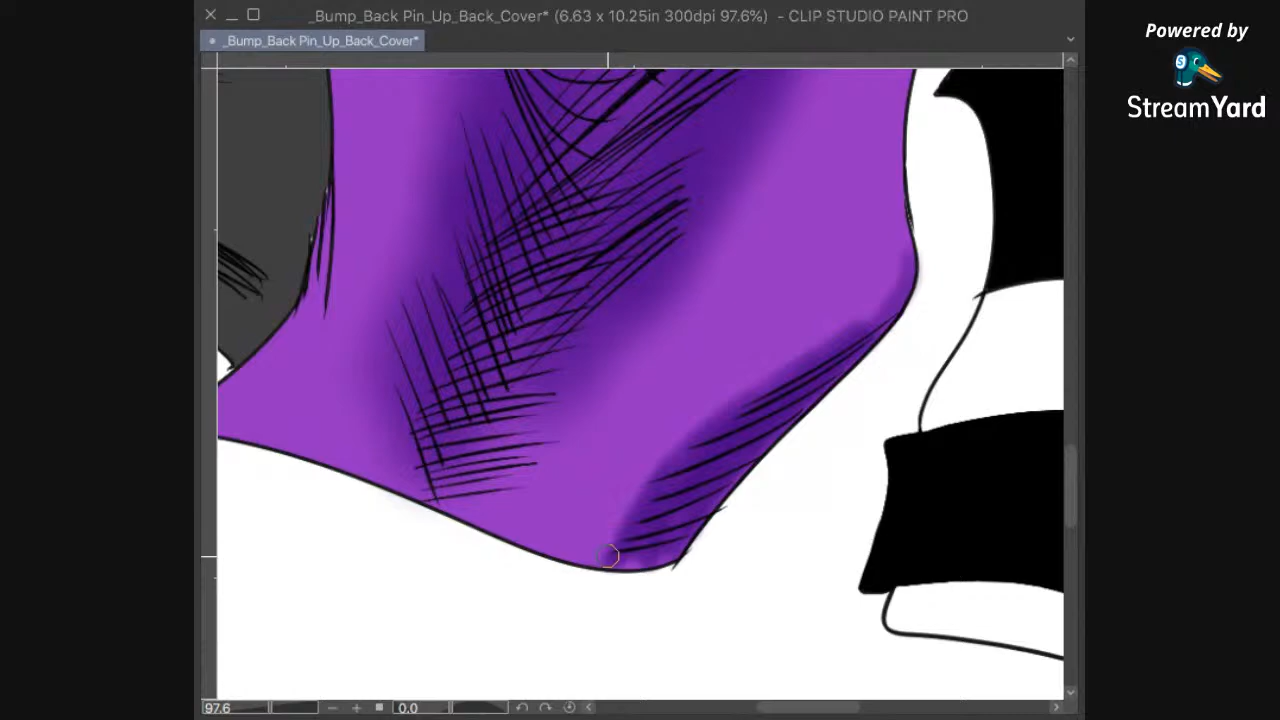 _Bump_Back Pin_Up_Back_Cover* (6.63 x 10.25in 300dpi 97.6%) - CLIP STUDIO PAINT PRO
_Bump_Back Pin_Up_Back_Cover*
Powered by
StreamYard
97.6
0.0